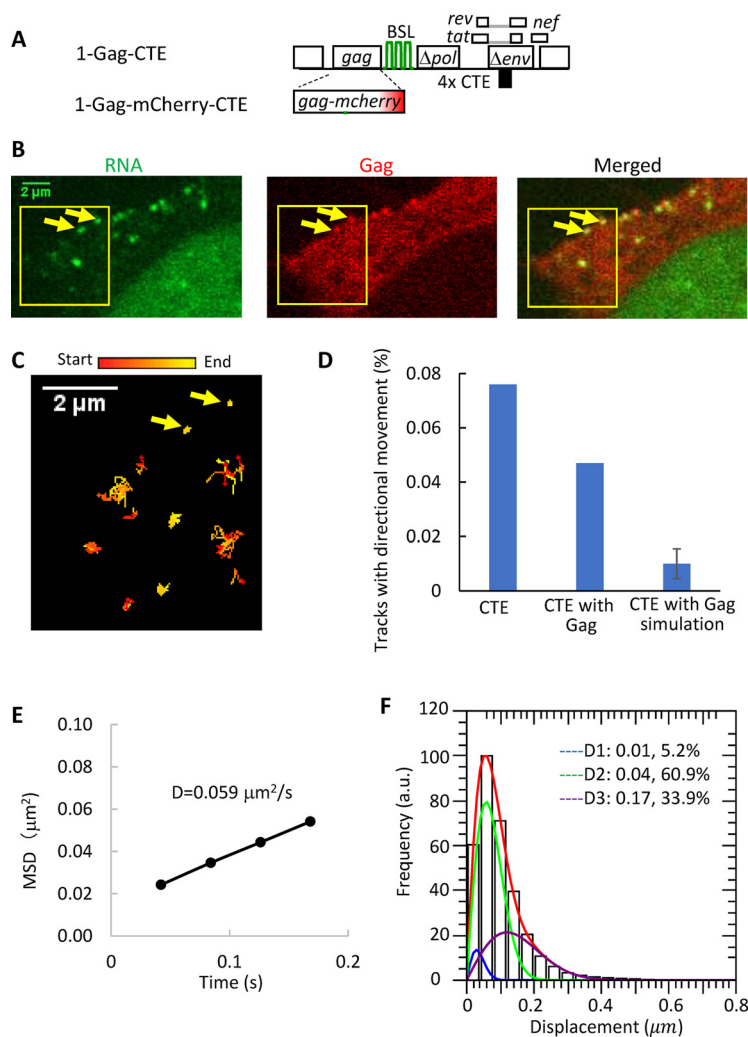 A
1-Gag-CTE
rev
tat
nef
BSL
gag
Δpol
Δenv
4x CTE
1-Gag-mCherry-CTE
gag-mcherry
B
RNA
Gag
Merged
2 µm
C
Start
End
2 µm
D
Tracks with directional movement (%)
0.08
0.06
0.04
0.02
0
CTE
CTE with Gag
CTE with Gag simulation
E
MSD (µm²)
0.10
0.08
0.06
0.04
0.02
0.00
D=0.059 µm²/s
0
0.1
0.2
Time (s)
F
Frequency (a.u.)
120
100
80
60
40
20
0
D1: 0.01, 5.2%
D2: 0.04, 60.9%
D3: 0.17, 33.9%
0
0.2
0.4
0.6
0.8
Displacement (µm)